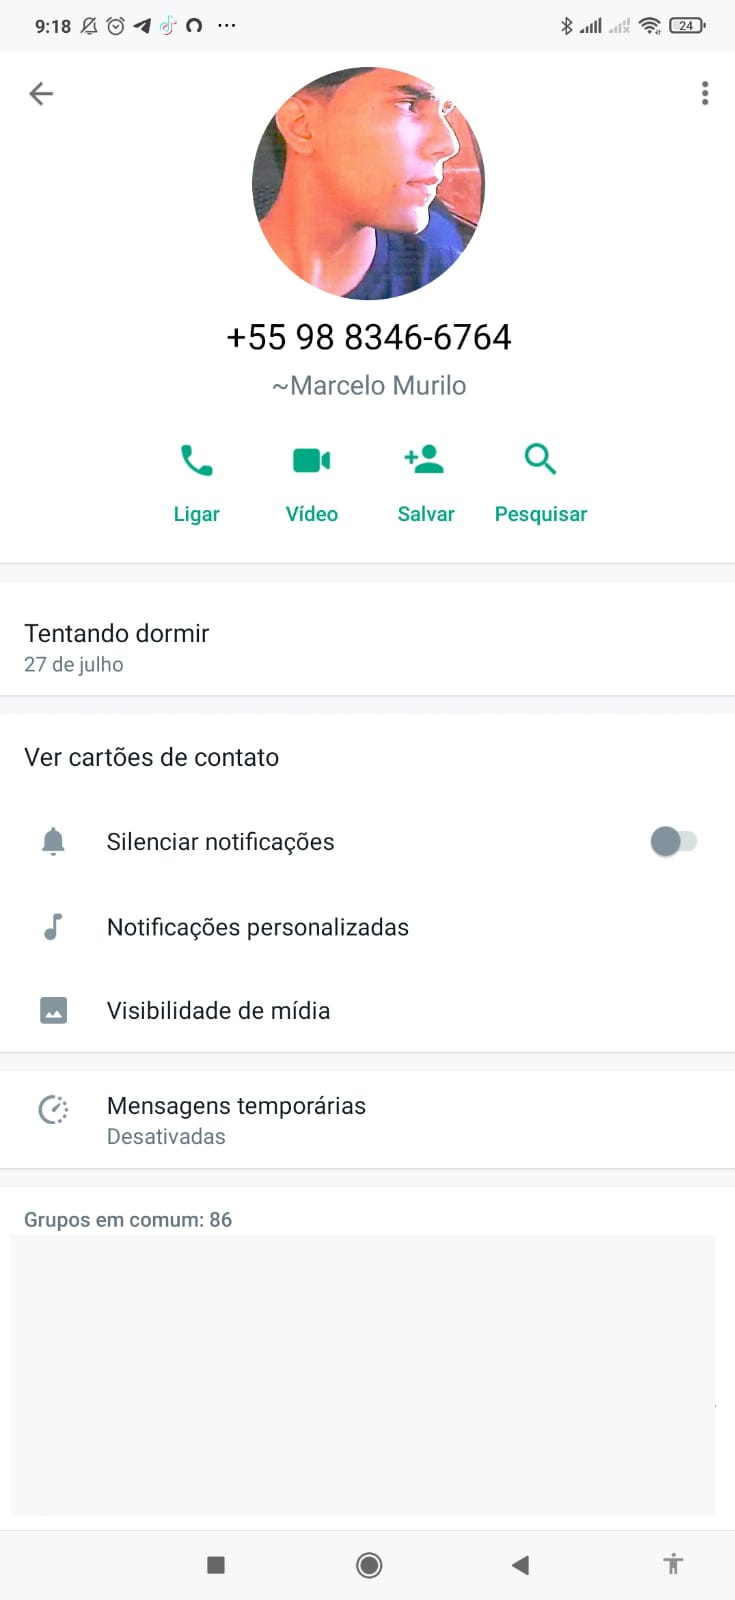 9:18
24
+55 98 8346-6764
~Marcelo Murilo
Ligar Vídeo Salvar Pesquisar
Tentando dormir
27 de julho
Ver cartões de contato
Silenciar notificações
Notificações personalizadas
Visibilidade de mídia
Mensagens temporárias
Desativadas
Grupos em comum: 86